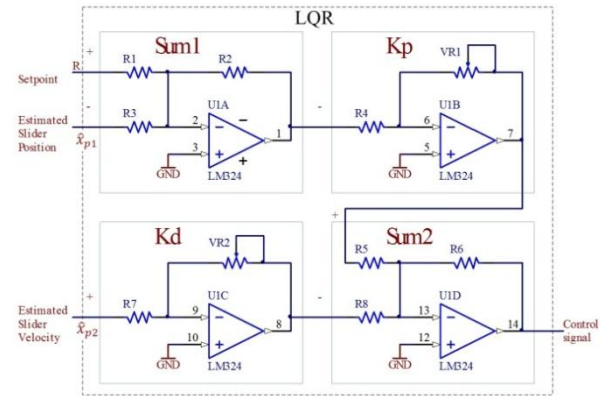 LQR
Sum1
Kp
+
R
Setpoint
R1
R2
VR1
-
Estimated
Slider
Position
x̂p1
R3
U1A
2
-
-
1
3
+
+
GND
LM324
-
R4
U1B
6
-
7
5
+
GND
LM324
Kd
Sum2
+
VR2
R5
R6
Estimated
Slider
Velocity
+
x̂p2
R7
U1C
9
-
8
10
+
GND
LM324
-
R8
U1D
13
-
14
12
+
GND
LM324
Control
signal